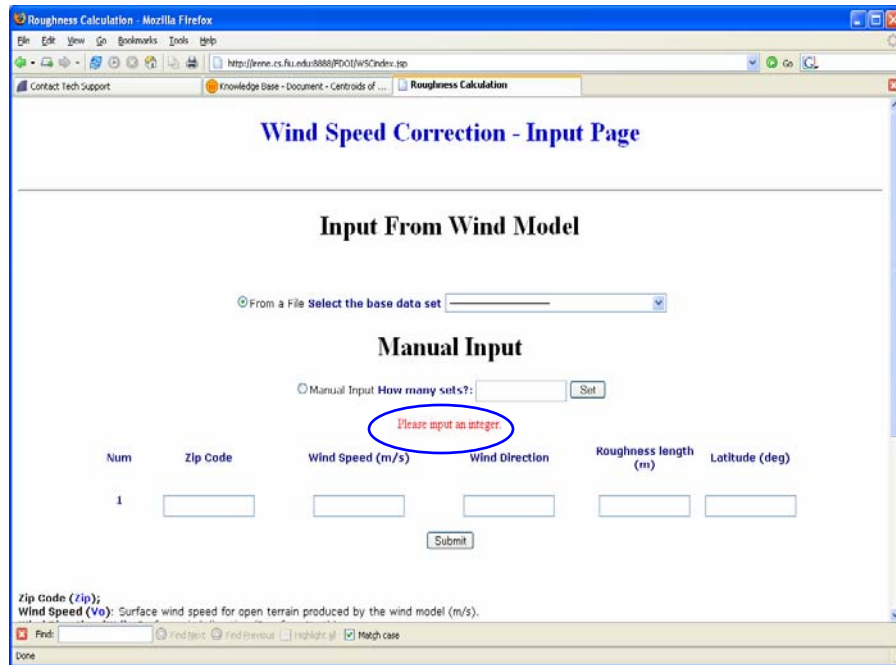 Roughness Calculation - Mozilla Firefox
File Edit View Go Bookmarks Tools Help
http://irene.cs.fiu.edu:8888/FDOI/WSCindex.jsp Go
Contact Tech Support Knowledge Base - Document - Centroids of ... Roughness Calculation
Wind Speed Correction - Input Page
Input From Wind Model
From a File Select the base data set
Manual Input
Manual Input How many sets?: Set
Please input an integer.
Num Zip Code Wind Speed (m/s) Wind Direction Roughness length (m) Latitude (deg)
1
Submit
Zip Code (Zip);
Wind Speed (Vo): Surface wind speed for open terrain produced by the wind model (m/s).
Find: Find Next Find Previous Highlight all Match case
Done